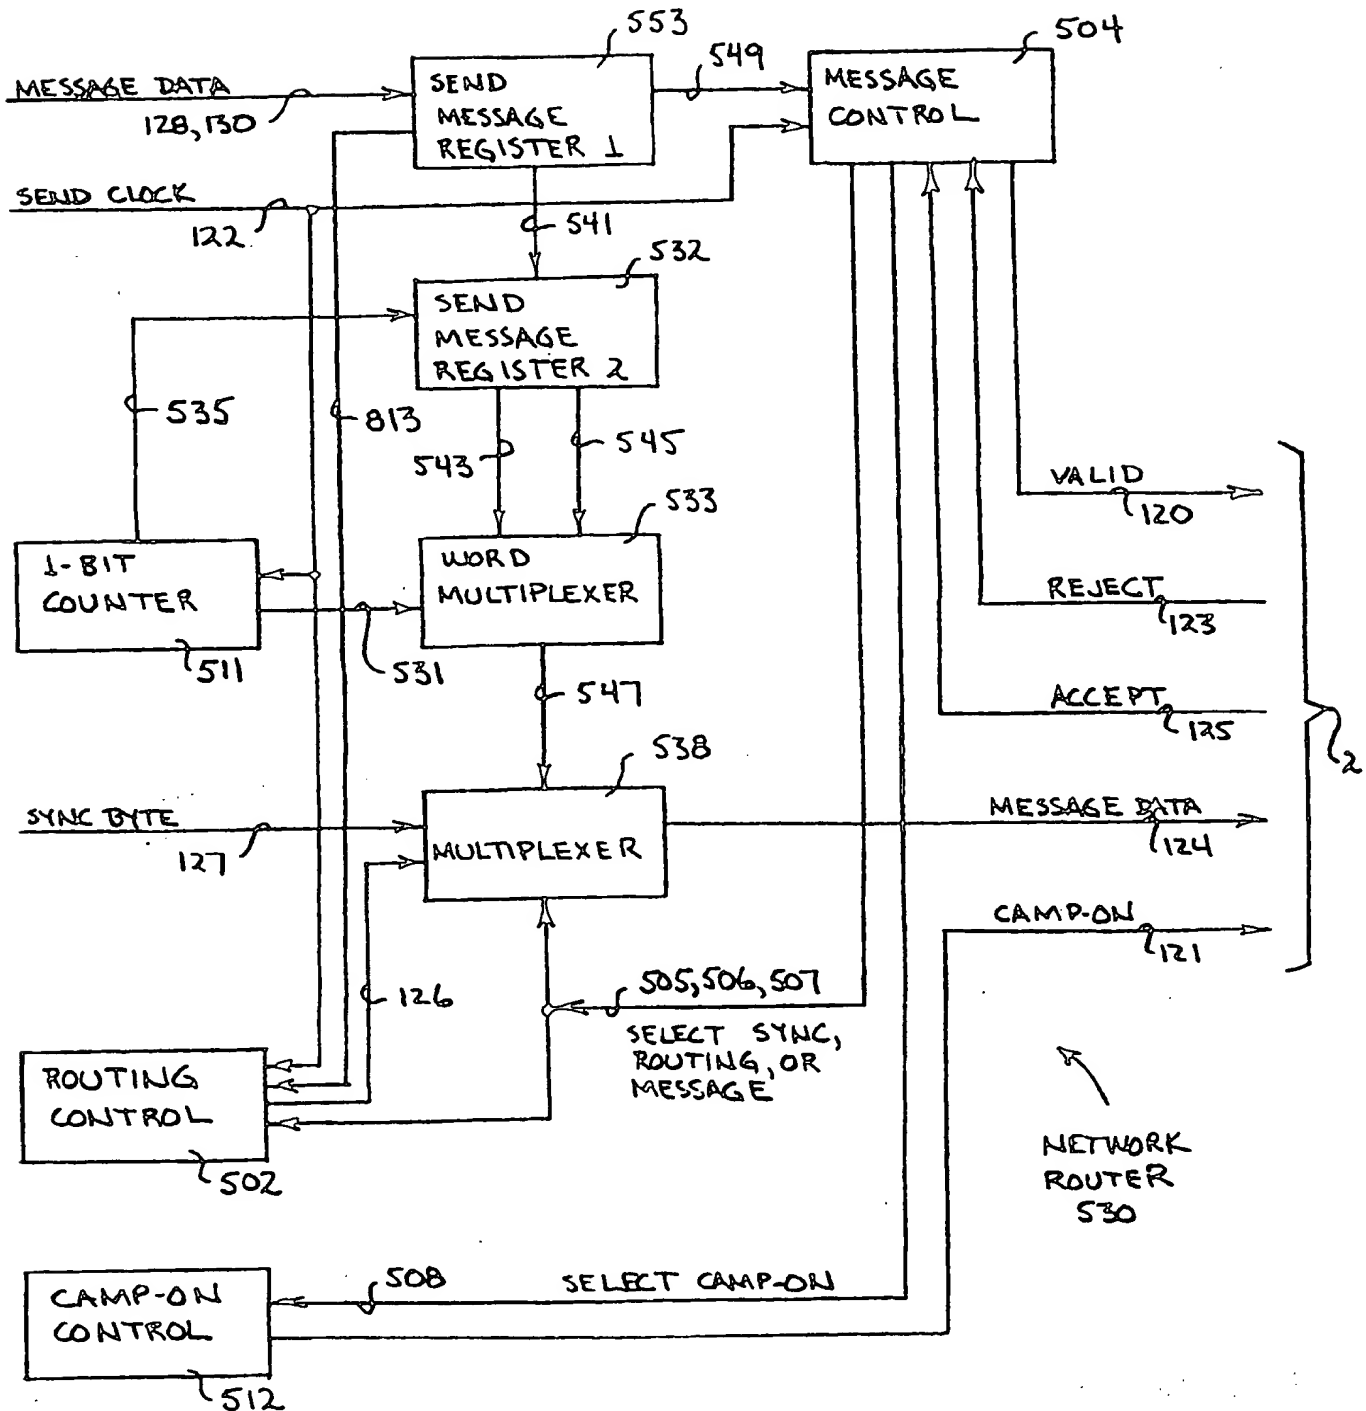 553
504
549
MESSAGE DATA
128,130
SEND
MESSAGE
REGISTER 1
MESSAGE
CONTROL
SEND CLOCK
122
541
532
SEND
MESSAGE
REGISTER 2
535
813
543
545
533
VALID
120
1-BIT
COUNTER
511
531
WORD
MULTIPLEXER
REJECT
123
547
ACCEPT
125
2
538
SYNC BYTE
127
MULTIPLEXER
MESSAGE DATA
124
CAMP-ON
121
126
505,506,507
SELECT SYNC,
ROUTING, OR
MESSAGE
ROUTING
CONTROL
502
NETWORK
ROUTER
530
508
SELECT CAMP-ON
CAMP-ON
CONTROL
512